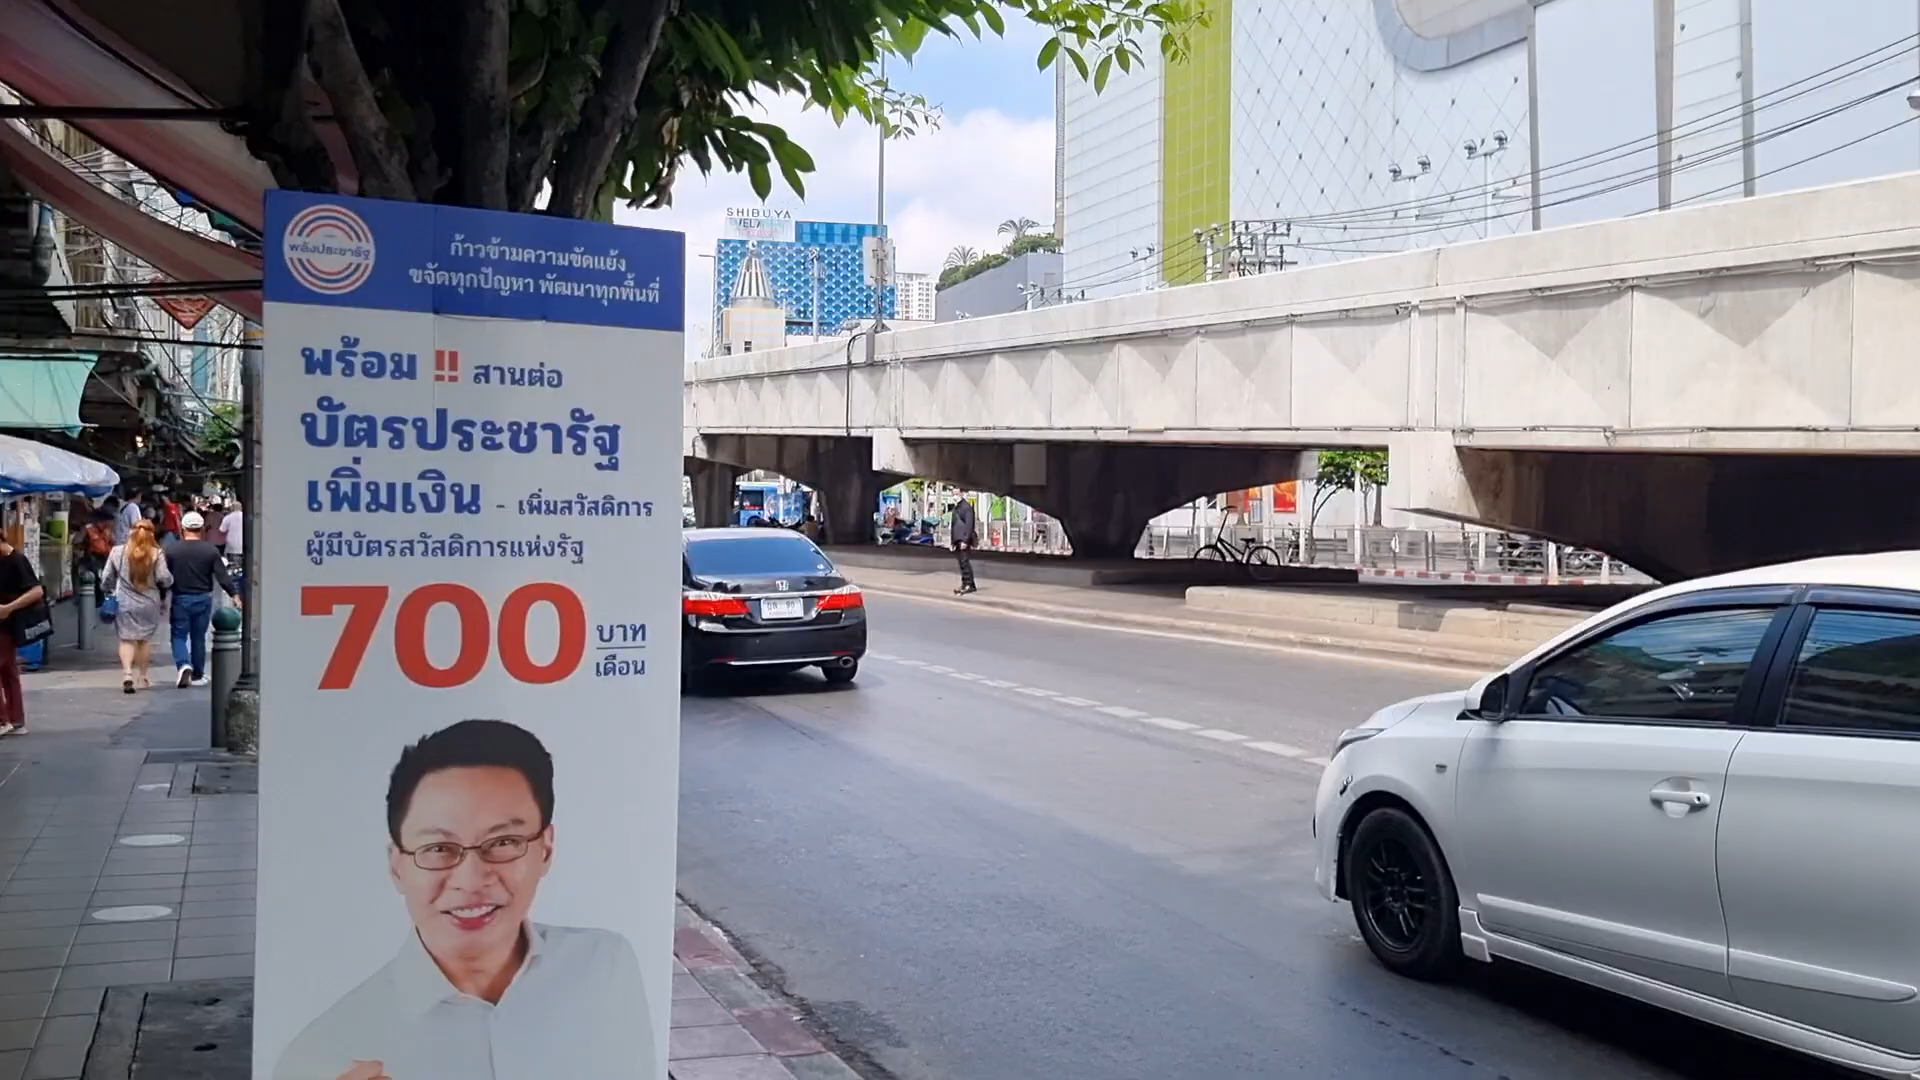 พลังประชารัฐ
ก้าวข้ามความขัดแย้ง
ขจัดทุกปัญหา พัฒนาทุกพื้นที่
พร้อม !! สานต่อ
บัตรประชารัฐ
เพิ่มเงิน - เพิ่มสวัสดิการ
ผู้มีบัตรสวัสดิการแห่งรัฐ
700 บาท
เดือน
SHIBUYA